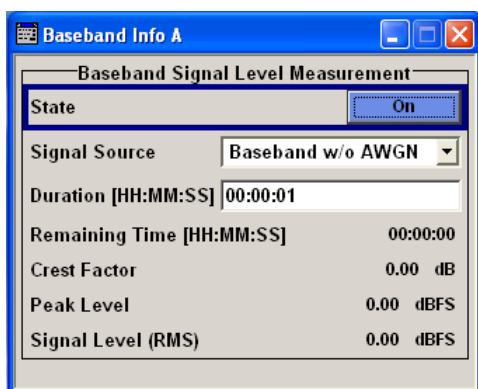 Baseband Info A
Baseband Signal Level Measurement
State On
Signal Source Baseband w/o AWGN
Duration [HH:MM:SS] 00:00:01
Remaining Time [HH:MM:SS] 00:00:00
Crest Factor 0.00 dB
Peak Level 0.00 dBFS
Signal Level (RMS) 0.00 dBFS